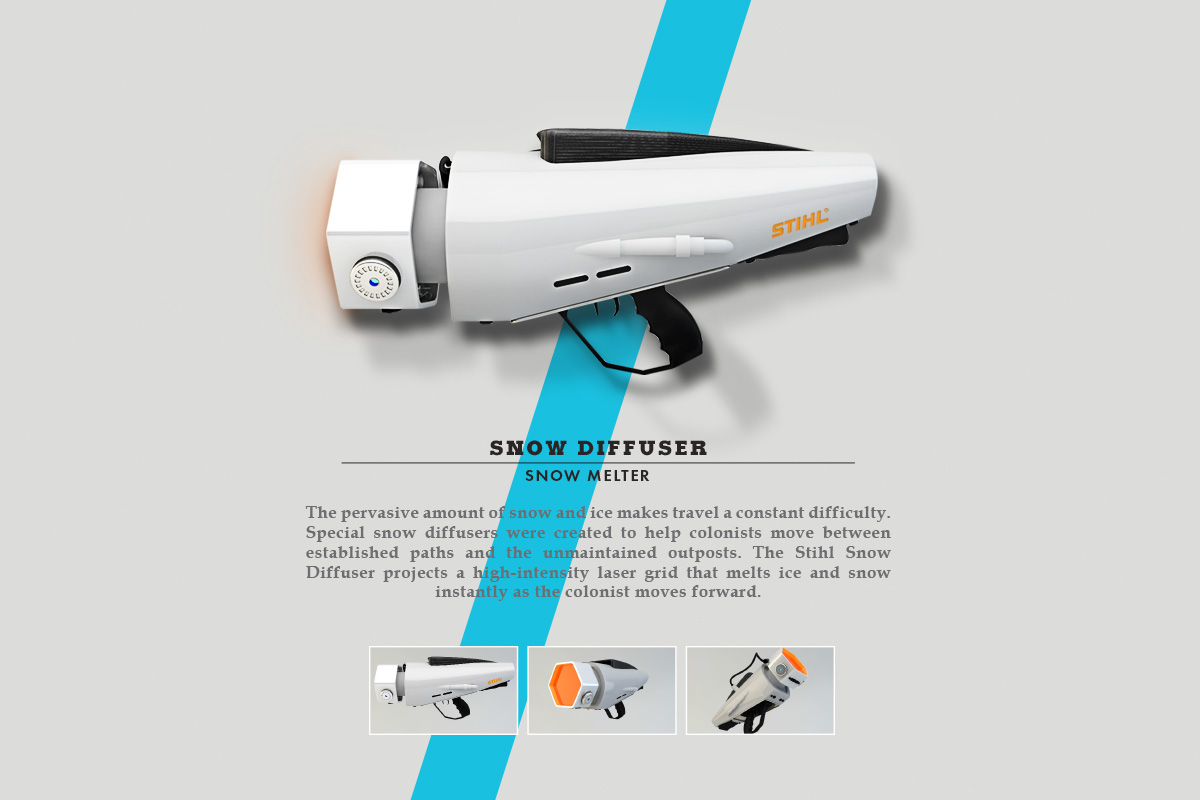 STIHL®
SNOW DIFFUSER
SNOW MELTER
The pervasive amount of snow and ice makes travel a constant difficulty.
Special snow diffusers were created to help colonists move between
established paths and the unmaintained outposts. The Stihl Snow
Diffuser projects a high-intensity laser grid that melts ice and snow
instantly as the colonist moves forward.
STIHL